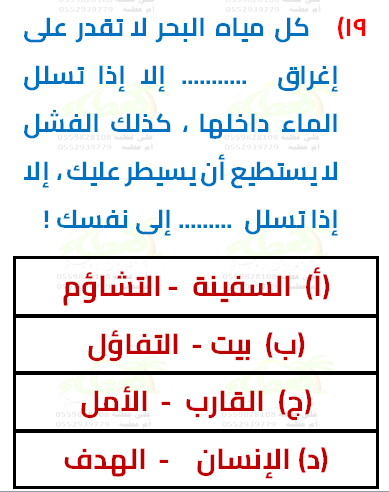 ١٩) كل مياه البحر لا تقدر على
إغراق ........... إلا إذا تسلل
الماء داخلها ، كذلك الفشل
لا يستطيع أن يسيطر عليك ، إلا
إذا تسلل ......... إلى نفسك !
(أ) السفينة - التشاؤم
(ب) بيت - التفاؤل
(ج) القارب - الأمل
(د) الإنسان - الهدف